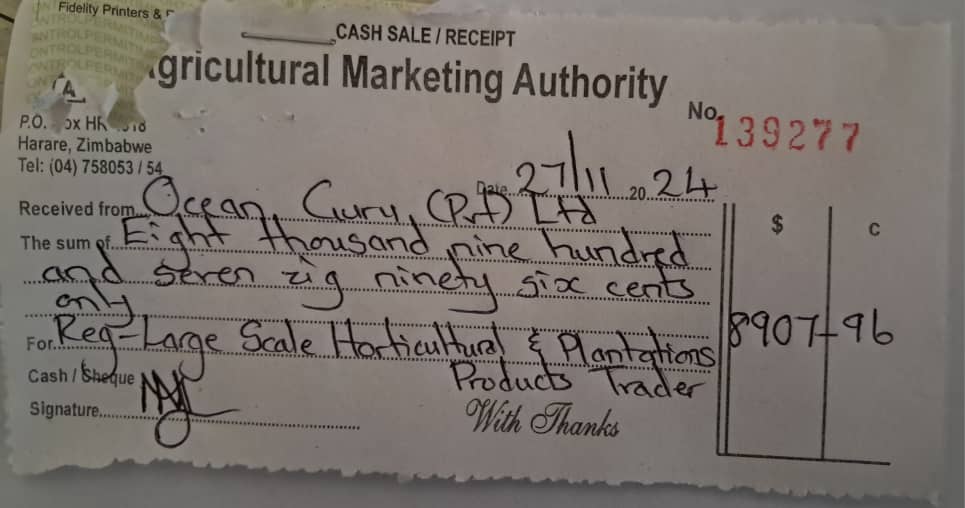 Fidelity Printers &
CASH SALE / RECEIPT
gricultural Marketing Authority
No. 139277
P.O.
Harare, Zimbabwe
Tel: (04) 758053 / 54
Date 27/11 20 24
Received from Ocean Guru (Pvt) Ltd
$ c
The sum of Eight thousand nine hundred
and seven zig ninety six cents
only
For Reg-Large Scale Horticultural & Plantations 8907-96
Products Trader
Cash / Cheque
Signature
With Thanks